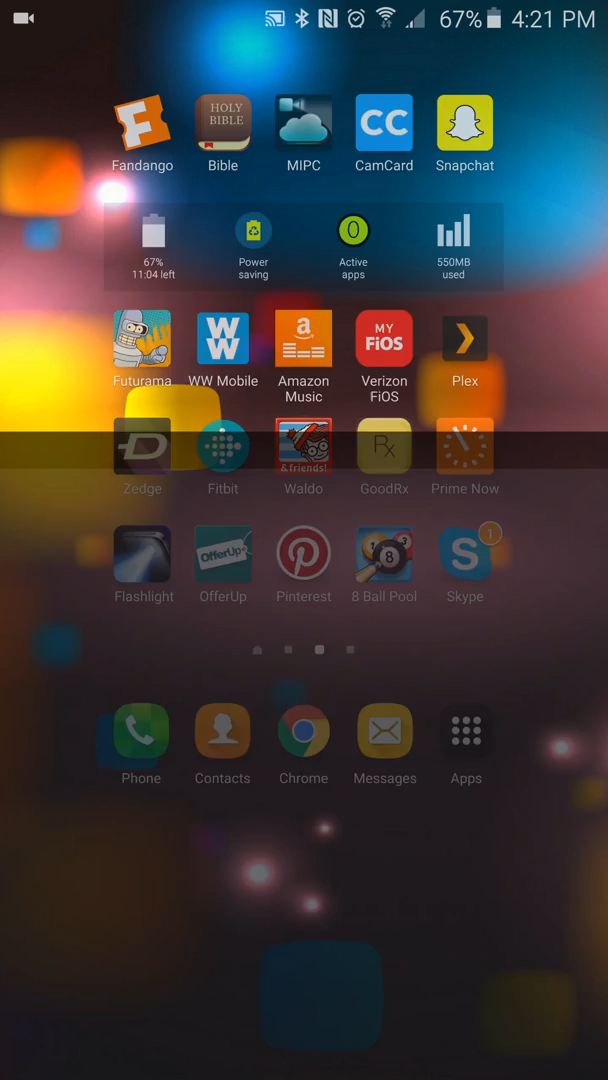 67% 4:21 PM
F
HOLY
BIBLE
CC
Fandango Bible MIPC CamCard Snapchat
0
67% Power Active 550MB
11:04 left saving apps used
W
W
a
MY
FiOS
Futurama WW Mobile Amazon Verizon Plex
Music FiOS
Rx
& friends!
Zedge Fitbit Waldo GoodRx Prime Now
OfferUp
8
S
1
Flashlight OfferUp Pinterest 8 Ball Pool Skype
Phone Contacts Chrome Messages Apps